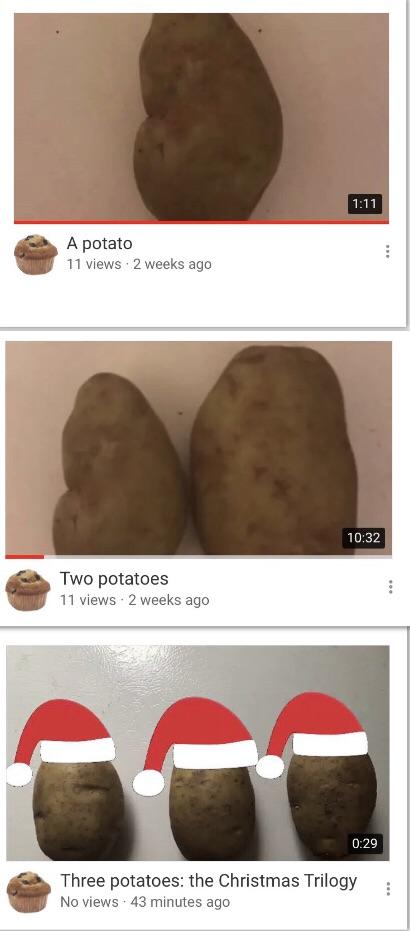 1:11
A potato
11 views · 2 weeks ago
10:32
Two potatoes
11 views · 2 weeks ago
0:29
Three potatoes: the Christmas Trilogy
No views · 43 minutes ago